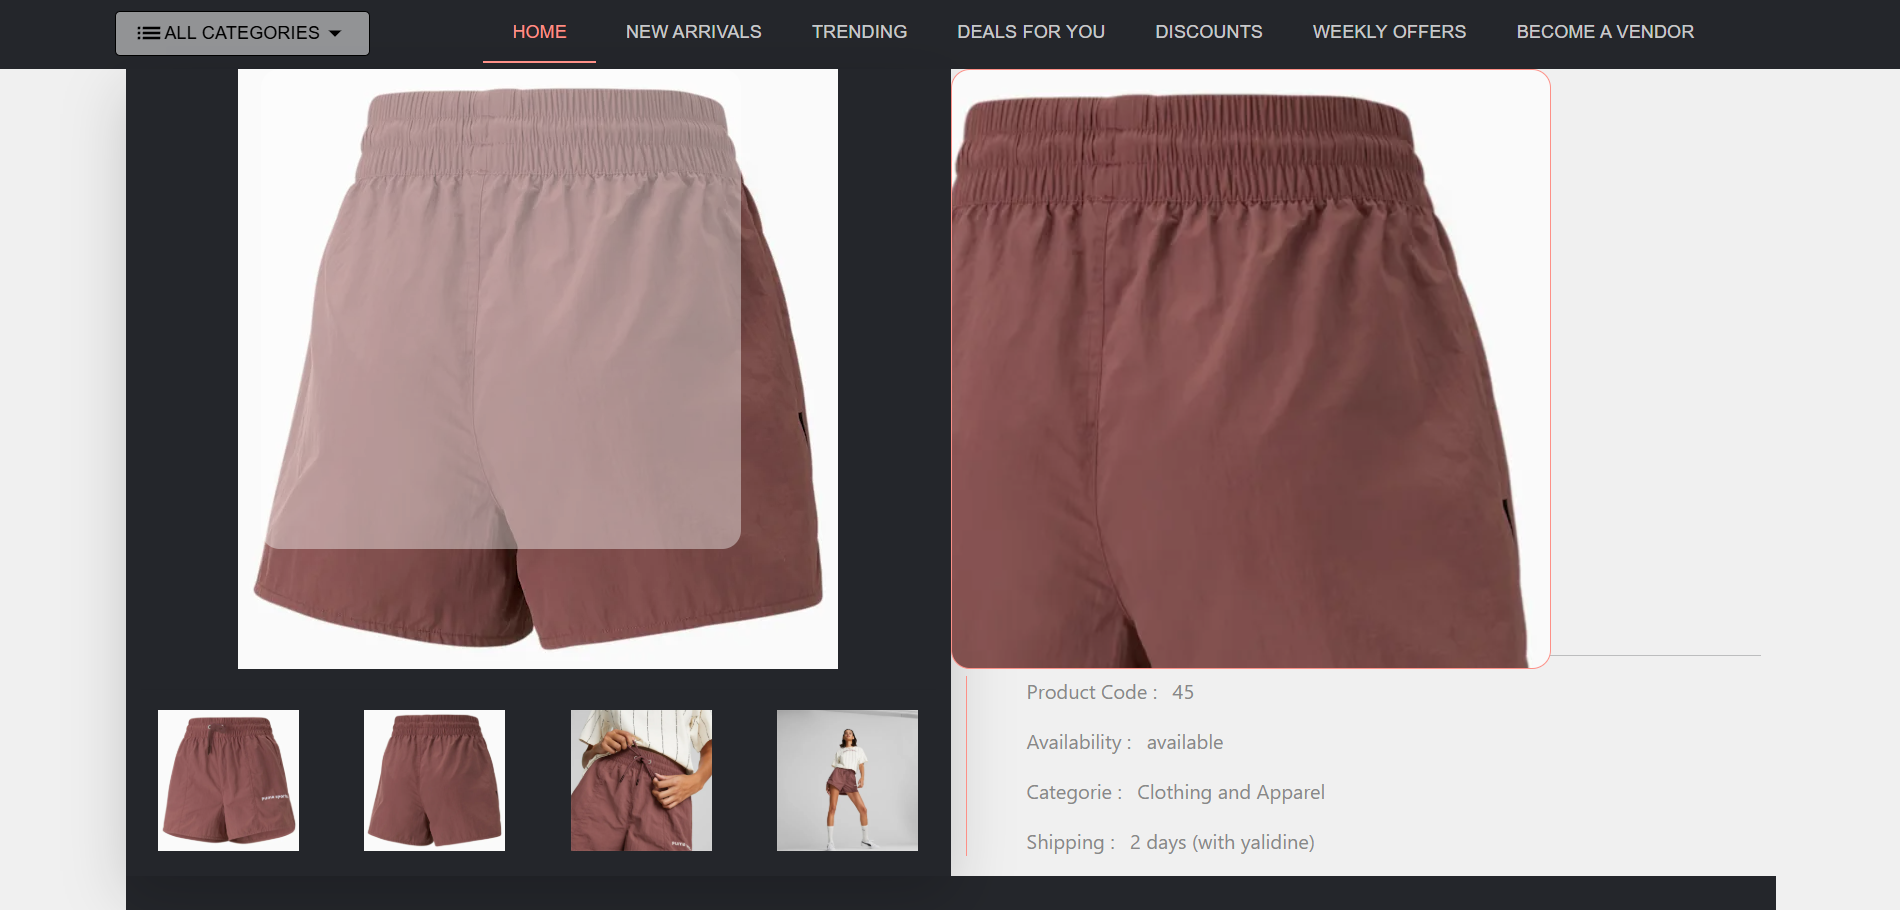 ALL CATEGORIES
HOME
NEW ARRIVALS
TRENDING
DEALS FOR YOU
DISCOUNTS
WEEKLY OFFERS
BECOME A VENDOR
Product Code : 45
Availability : available
Categorie : Clothing and Apparel
Shipping : 2 days (with yalidine)